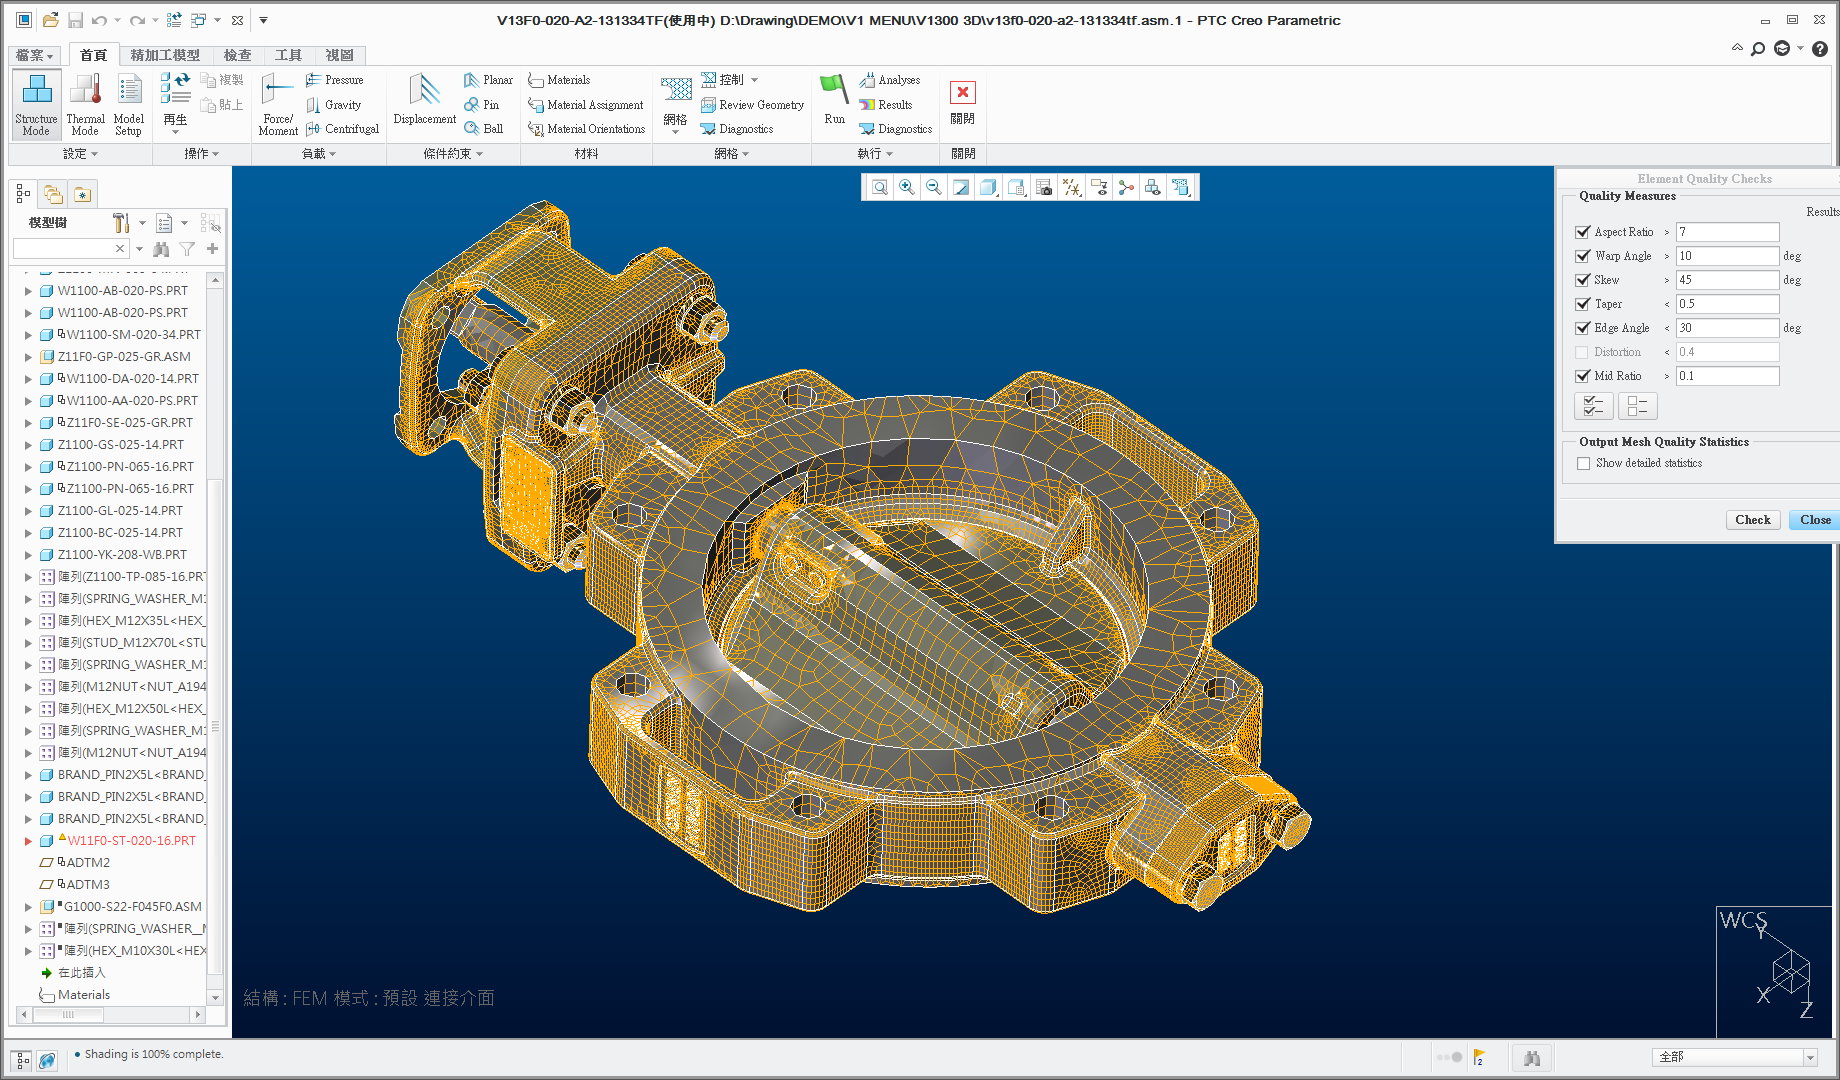 V13F0-020-A2-131334TF(使用中) D:\Drawing\DEMO\V1 MENU\V1300 3D\v13f0-020-a2-131334tf.asm.1 - PTC Creo Parametric
檔案 首頁 精加工模型 檢查 工具 視圖
Structure Mode
Thermal Mode
Model Setup
再生
複製
貼上
Force/Moment
Pressure
Gravity
Centrifugal
Displacement
Planar
Pin
Ball
Materials
Material Assignment
Material Orientations
網格
控制
Review Geometry
Diagnostics
Run
Analyses
Results
Diagnostics
關閉
設定 操作 負載 條件約束 材料 網格 執行 關閉
模型樹
W1100-AB-020-PS.PRT
W1100-AB-020-PS.PRT
W1100-SM-020-34.PRT
Z11F0-GP-025-GR.ASM
W1100-DA-020-14.PRT
W1100-AA-020-PS.PRT
Z11F0-SE-025-GR.PRT
Z1100-GS-025-14.PRT
Z1100-PN-065-16.PRT
Z1100-PN-065-16.PRT
Z1100-GL-025-14.PRT
Z1100-BC-025-14.PRT
Z1100-YK-208-WB.PRT
陣列(Z1100-TP-085-16.PRT
陣列(SPRING_WASHER_M1
陣列(HEX_M12X35L<HEX_
陣列(STUD_M12X70L<STU
陣列(SPRING_WASHER_M1
陣列(M12NUT<NUT_A194
陣列(HEX_M12X50L<HEX_
陣列(SPRING_WASHER_M1
陣列(M12NUT<NUT_A194
BRAND_PIN2X5L<BRAND_
BRAND_PIN2X5L<BRAND_
BRAND_PIN2X5L<BRAND_
W11F0-ST-020-16.PRT
ADTM2
ADTM3
G1000-S22-F045F0.ASM
陣列(SPRING_WASHER__M
陣列(HEX_M10X30L<HEX
在此插入
Materials
結構 : FEM 模式 : 預設 連接介面
WCS
Y
X
Z
Element Quality Checks
Quality Measures
Results
Aspect Ratio > 7
Warp Angle > 10 deg
Skew > 45 deg
Taper < 0.5
Edge Angle < 30 deg
Distortion < 0.4
Mid Ratio > 0.1
Output Mesh Quality Statistics
Show detailed statistics
Check Close
Shading is 100% complete.
2
全部